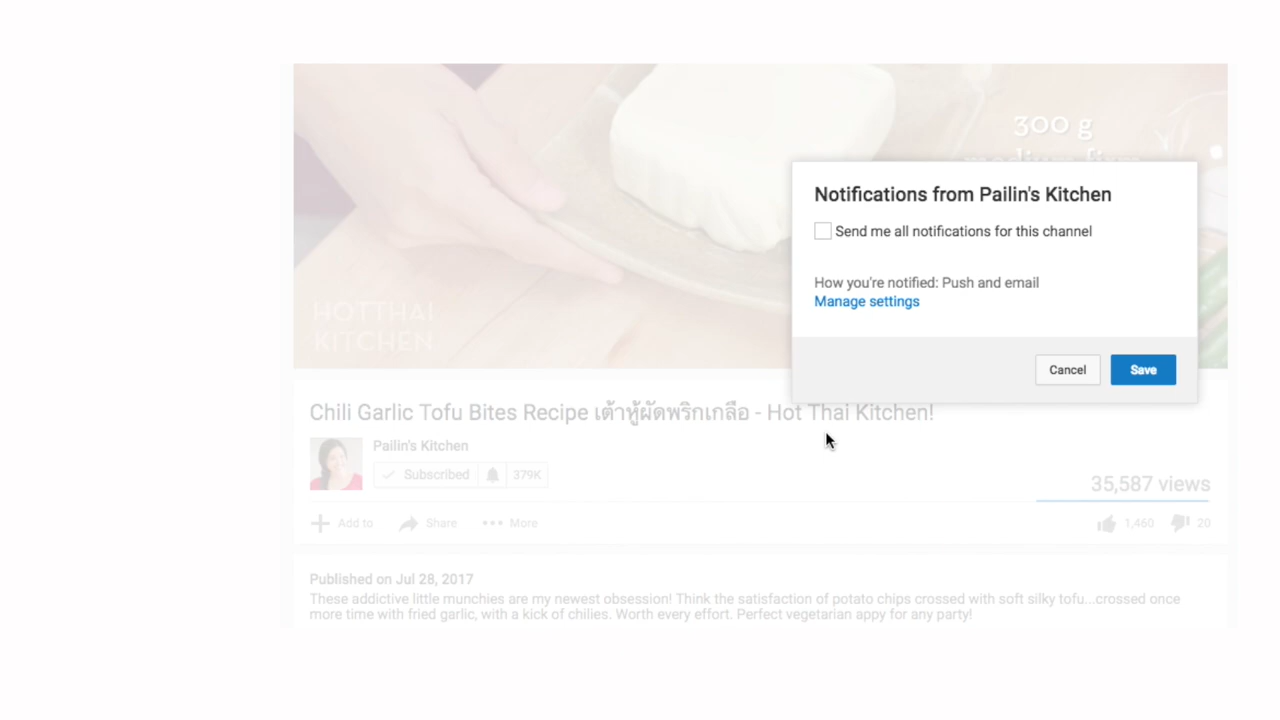 300 g
medium firm
Notifications from Pailin's Kitchen
Send me all notifications for this channel
How you're notified: Push and email
Manage settings
Cancel Save
HOT THAI
KITCHEN
Chili Garlic Tofu Bites Recipe เต้าหู้ผัดพริกเกลือ - Hot Thai Kitchen!
Pailin's Kitchen
Subscribed 379K
35,587 views
Add to Share More 1,460 20
Published on Jul 28, 2017
These addictive little munchies are my newest obsession! Think the satisfaction of potato chips crossed with soft silky tofu...crossed once
more time with fried garlic, with a kick of chilies. Worth every effort. Perfect vegetarian appy for any party!